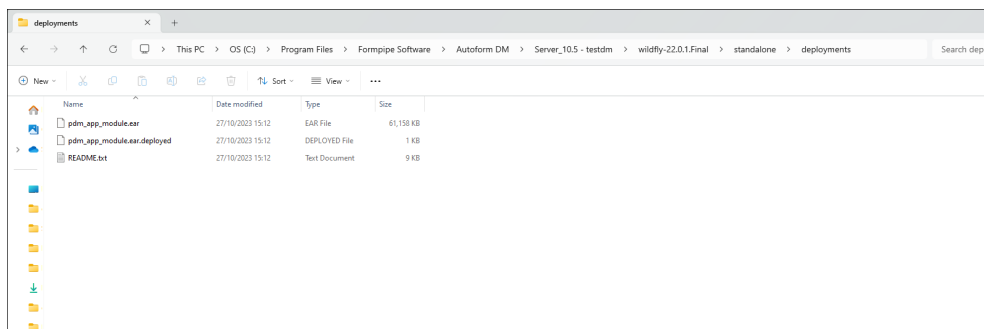 deployments
This PC > OS (C:) > Program Files > Formpipe Software > Autoform DM > Server_10.5 - testdm > wildfly-22.0.1.Final > standalone > deployments
Search dep
New
Sort
View
Name Date modified Type Size
pdm_app_module.ear 27/10/2023 15:12 EAR File 61,158 KB
pdm_app_module.ear.deployed 27/10/2023 15:12 DEPLOYED File 1 KB
README.txt 27/10/2023 15:12 Text Document 9 KB